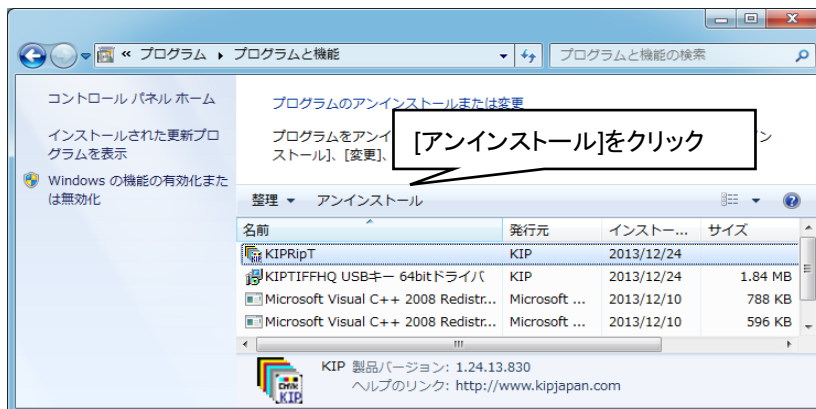 « プログラム ▸ プログラムと機能
プログラムと機能の検索
コントロール パネル ホーム
インストールされた更新プロ
グラムを表示
Windows の機能の有効化また
は無効化
プログラムのアンインストールまたは変更
プログラムをアンイ
ン
ストール]、[変更]、
[アンインストール]をクリック
整理 ▼ アンインストール
名前 発行元 インストー... サイズ
KIPRipT KIP 2013/12/24
KIPTIFFHQ USBキー 64bitドライバ KIP 2013/12/24 1.84 MB
Microsoft Visual C++ 2008 Redistr... Microsoft ... 2013/12/10 788 KB
Microsoft Visual C++ 2008 Redistr... Microsoft ... 2013/12/10 596 KB
KIP 製品バージョン: 1.24.13.830
ヘルプのリンク: http://www.kipjapan.com
KIP